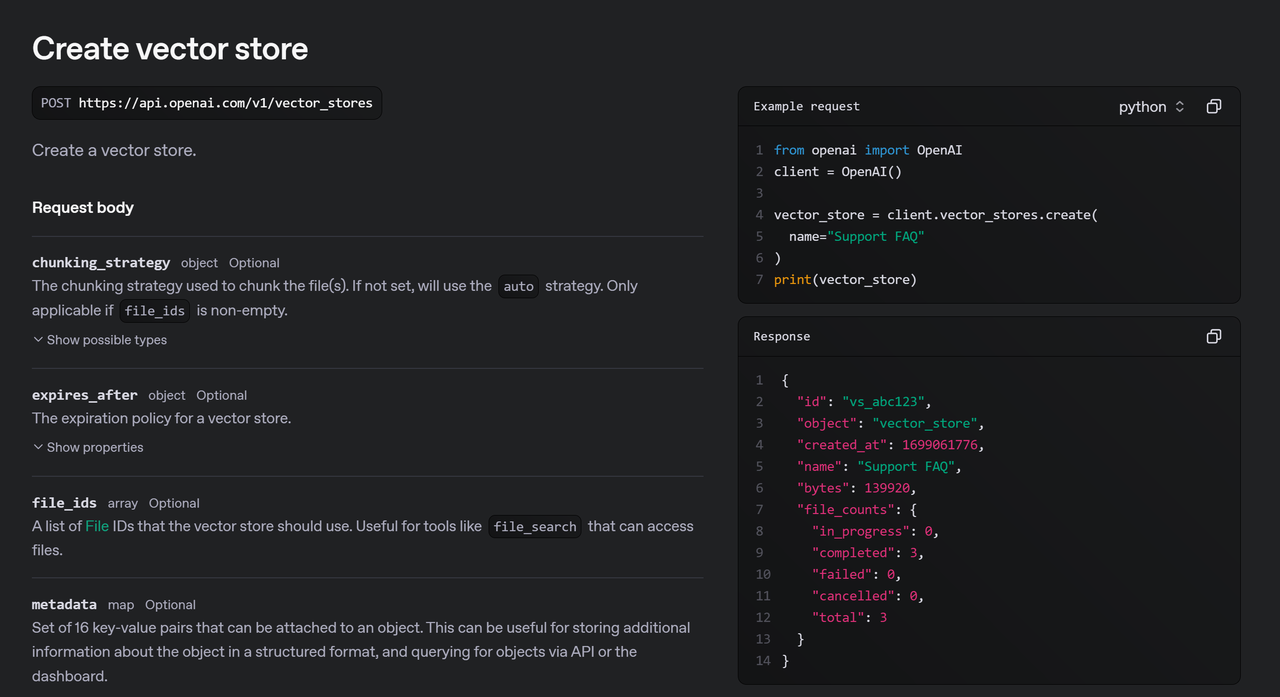 Create vector store
POST https://api.openai.com/v1/vector_stores
Create a vector store.
Request body
chunking_strategy object Optional
The chunking strategy used to chunk the file(s). If not set, will use the auto strategy. Only
applicable if file_ids is non-empty.
Show possible types
expires_after object Optional
The expiration policy for a vector store.
Show properties
file_ids array Optional
A list of File IDs that the vector store should use. Useful for tools like file_search that can access
files.
metadata map Optional
Set of 16 key-value pairs that can be attached to an object. This can be useful for storing additional
information about the object in a structured format, and querying for objects via API or the
dashboard.
Example request python
1 from openai import OpenAI
2 client = OpenAI()
3
4 vector_store = client.vector_stores.create(
5   name="Support FAQ"
6 )
7 print(vector_store)
Response
1 {
2   "id": "vs_abc123",
3   "object": "vector_store",
4   "created_at": 1699061776,
5   "name": "Support FAQ",
6   "bytes": 139920,
7   "file_counts": {
8     "in_progress": 0,
9     "completed": 3,
10     "failed": 0,
11     "cancelled": 0,
12     "total": 3
13   }
14 }